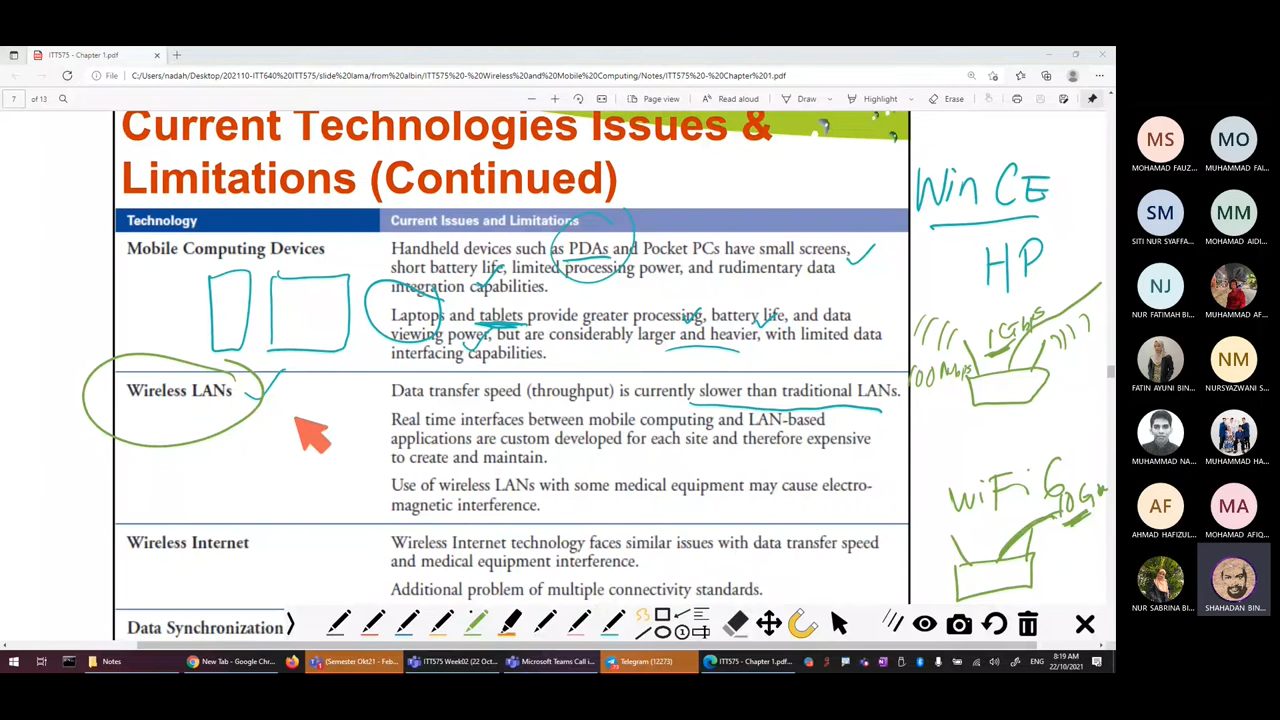 ITT575 - Chapter 1.pdf
File
C:/Users/nadah/Desktop/202110-ITT640%20ITT575/slide%20lama/from%20albin/ITT575%20-%20Wireless%20and%20Mobile%20Computing/Notes/ITT575%20-%20Chapter%201.pdf
7 of 13
Page view
Read aloud
Draw
Highlight
Erase
Current Technologies Issues &
Limitations (Continued)
Technology
Current Issues and Limitations
Mobile Computing Devices
Handheld devices such as PDAs and Pocket PCs have small screens,
short battery life, limited processing power, and rudimentary data
integration capabilities.
Laptops and tablets provide greater processing, battery life, and data
viewing power, but are considerably larger and heavier, with limited data
interfacing capabilities.
Wireless LANs
Data transfer speed (throughput) is currently slower than traditional LANs.
Real time interfaces between mobile computing and LAN-based
applications are custom developed for each site and therefore expensive
to create and maintain.
Use of wireless LANs with some medical equipment may cause electro-
magnetic interference.
Wireless Internet
Wireless Internet technology faces similar issues with data transfer speed
and medical equipment interference.
Additional problem of multiple connectivity standards.
Data Synchronization
Win CE
HP
1Gbps
WiFi 6
MS
MOHAMAD FAUZ...
MO
MUHAMMAD FAI...
SM
SITI NUR SYAFFA...
MM
MOHAMAD AIDI...
NJ
NUR FATIMAH BI...
MUHAMMAD AF...
FATIN AYUNI BIN...
NM
NURSYAZWANI S...
MUHAMMAD NA...
MUHAMMAD HA...
AF
AHMAD HAFIZUL...
MA
MOHAMAD AFIQ...
NUR SABRINA BI...
SHAHADAN BIN...
Notes
New Tab - Google Chr...
(Semester Okt21 - Feb...
ITT575 Week02 (22 Oct...
Microsoft Teams Call i...
Telegram (12273)
ITT575 - Chapter 1.pd...
ENG
8:19 AM
22/10/2021